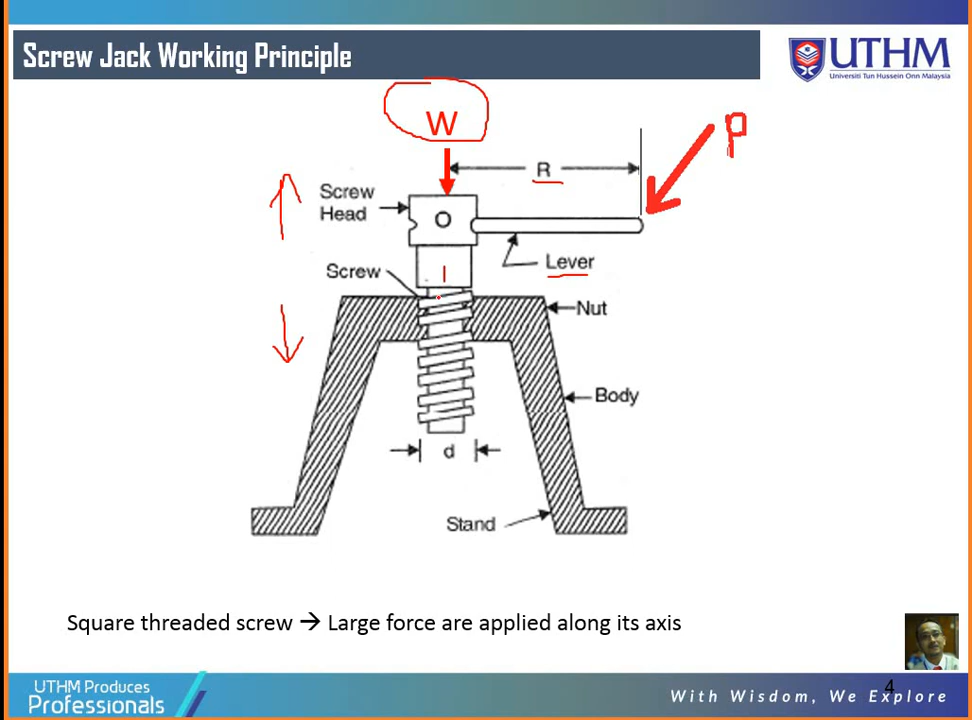 Screw Jack Working Principle
UTHM
Universiti Tun Hussein Onn Malaysia
W
P
R
Screw
Head
O
Lever
Screw
Nut
Body
d
Stand
Square threaded screw → Large force are applied along its axis
4
UTHM Produces
Professionals
With Wisdom, We Explore